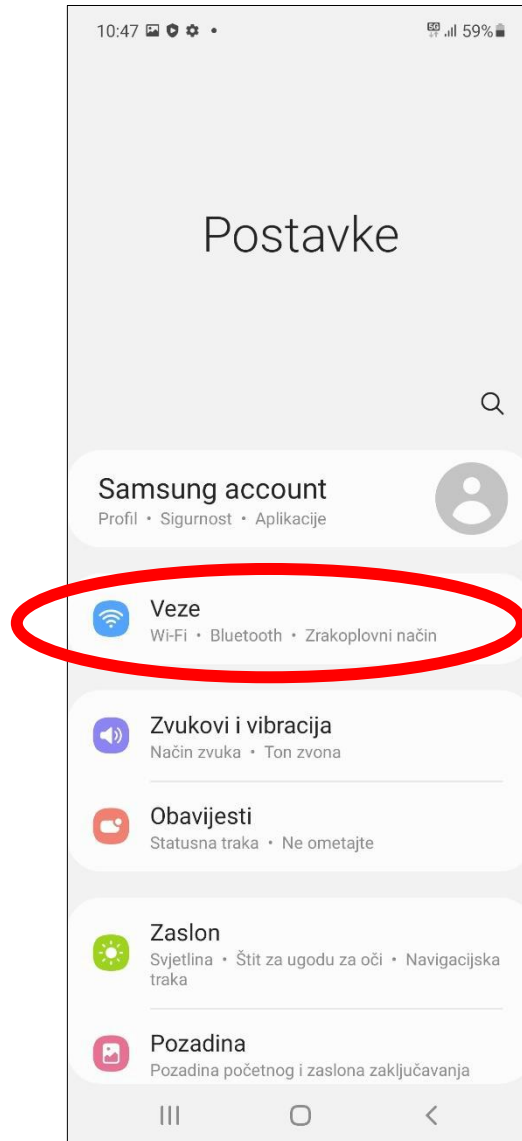 10:47
59%
Postavke
Samsung account
Profil • Sigurnost • Aplikacije
Veze
Wi-Fi • Bluetooth • Zrakoplovni način
Zvukovi i vibracija
Način zvuka • Ton zvona
Obavijesti
Statusna traka • Ne ometajte
Zaslon
Svjetlina • Štit za ugodu za oči • Navigacijska
traka
Pozadina
Pozadina početnog i zaslona zaključavanja